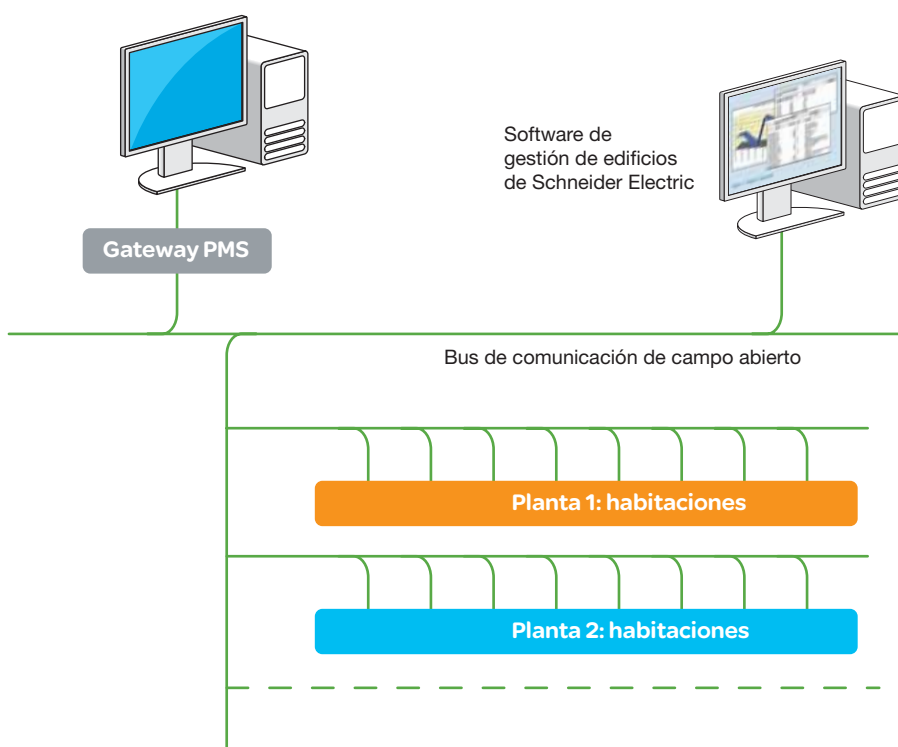 Software de
gestión de edificios
de Schneider Electric
Gateway PMS
Bus de comunicación de campo abierto
Planta 1: habitaciones
Planta 2: habitaciones